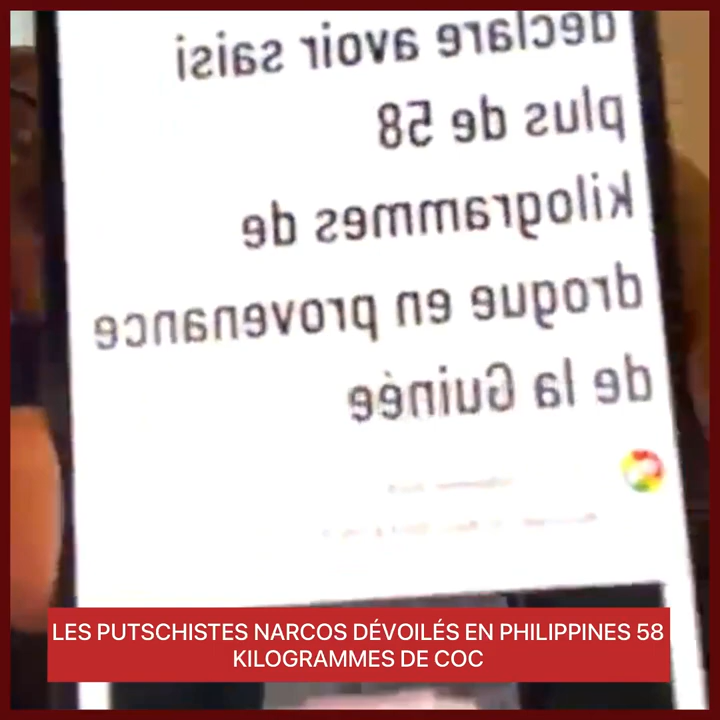 déclare avoir saisi
plus de 58
kilogrammes de
drogue en provenance
de la Guinée
LES PUTSCHISTES NARCOS DÉVOILÉS EN PHILIPPINES 58
KILOGRAMMES DE COC